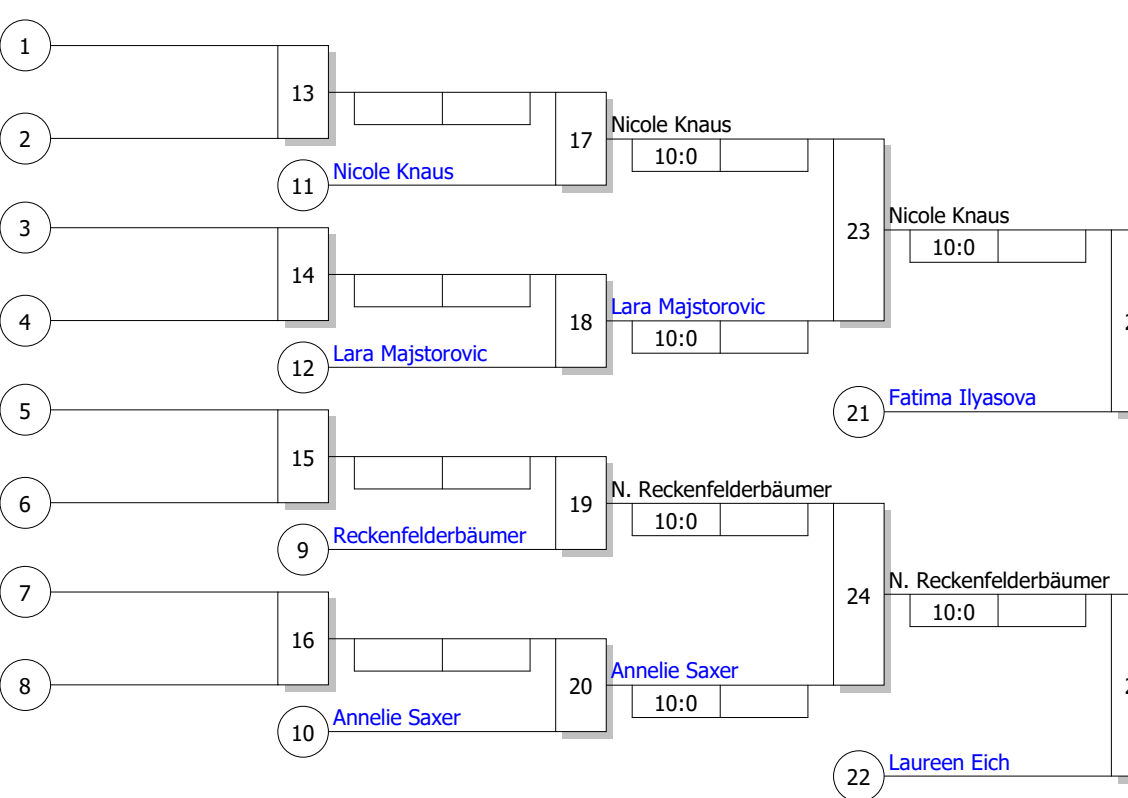 1
13
2
17
Nicole Knaus
10:0
11
Nicole Knaus
3
23
Nicole Knaus
10:0
14
4
18
Lara Majstorovic
10:0
12
Lara Majstorovic
5
21
Fatima Ilyasova
15
6
19
N. Reckenfelderbäumer
10:0
9
Reckenfelderbäumer
7
24
N. Reckenfelderbäumer
10:0
16
8
20
Annelie Saxer
10:0
10
Annelie Saxer
22
Laureen Eich